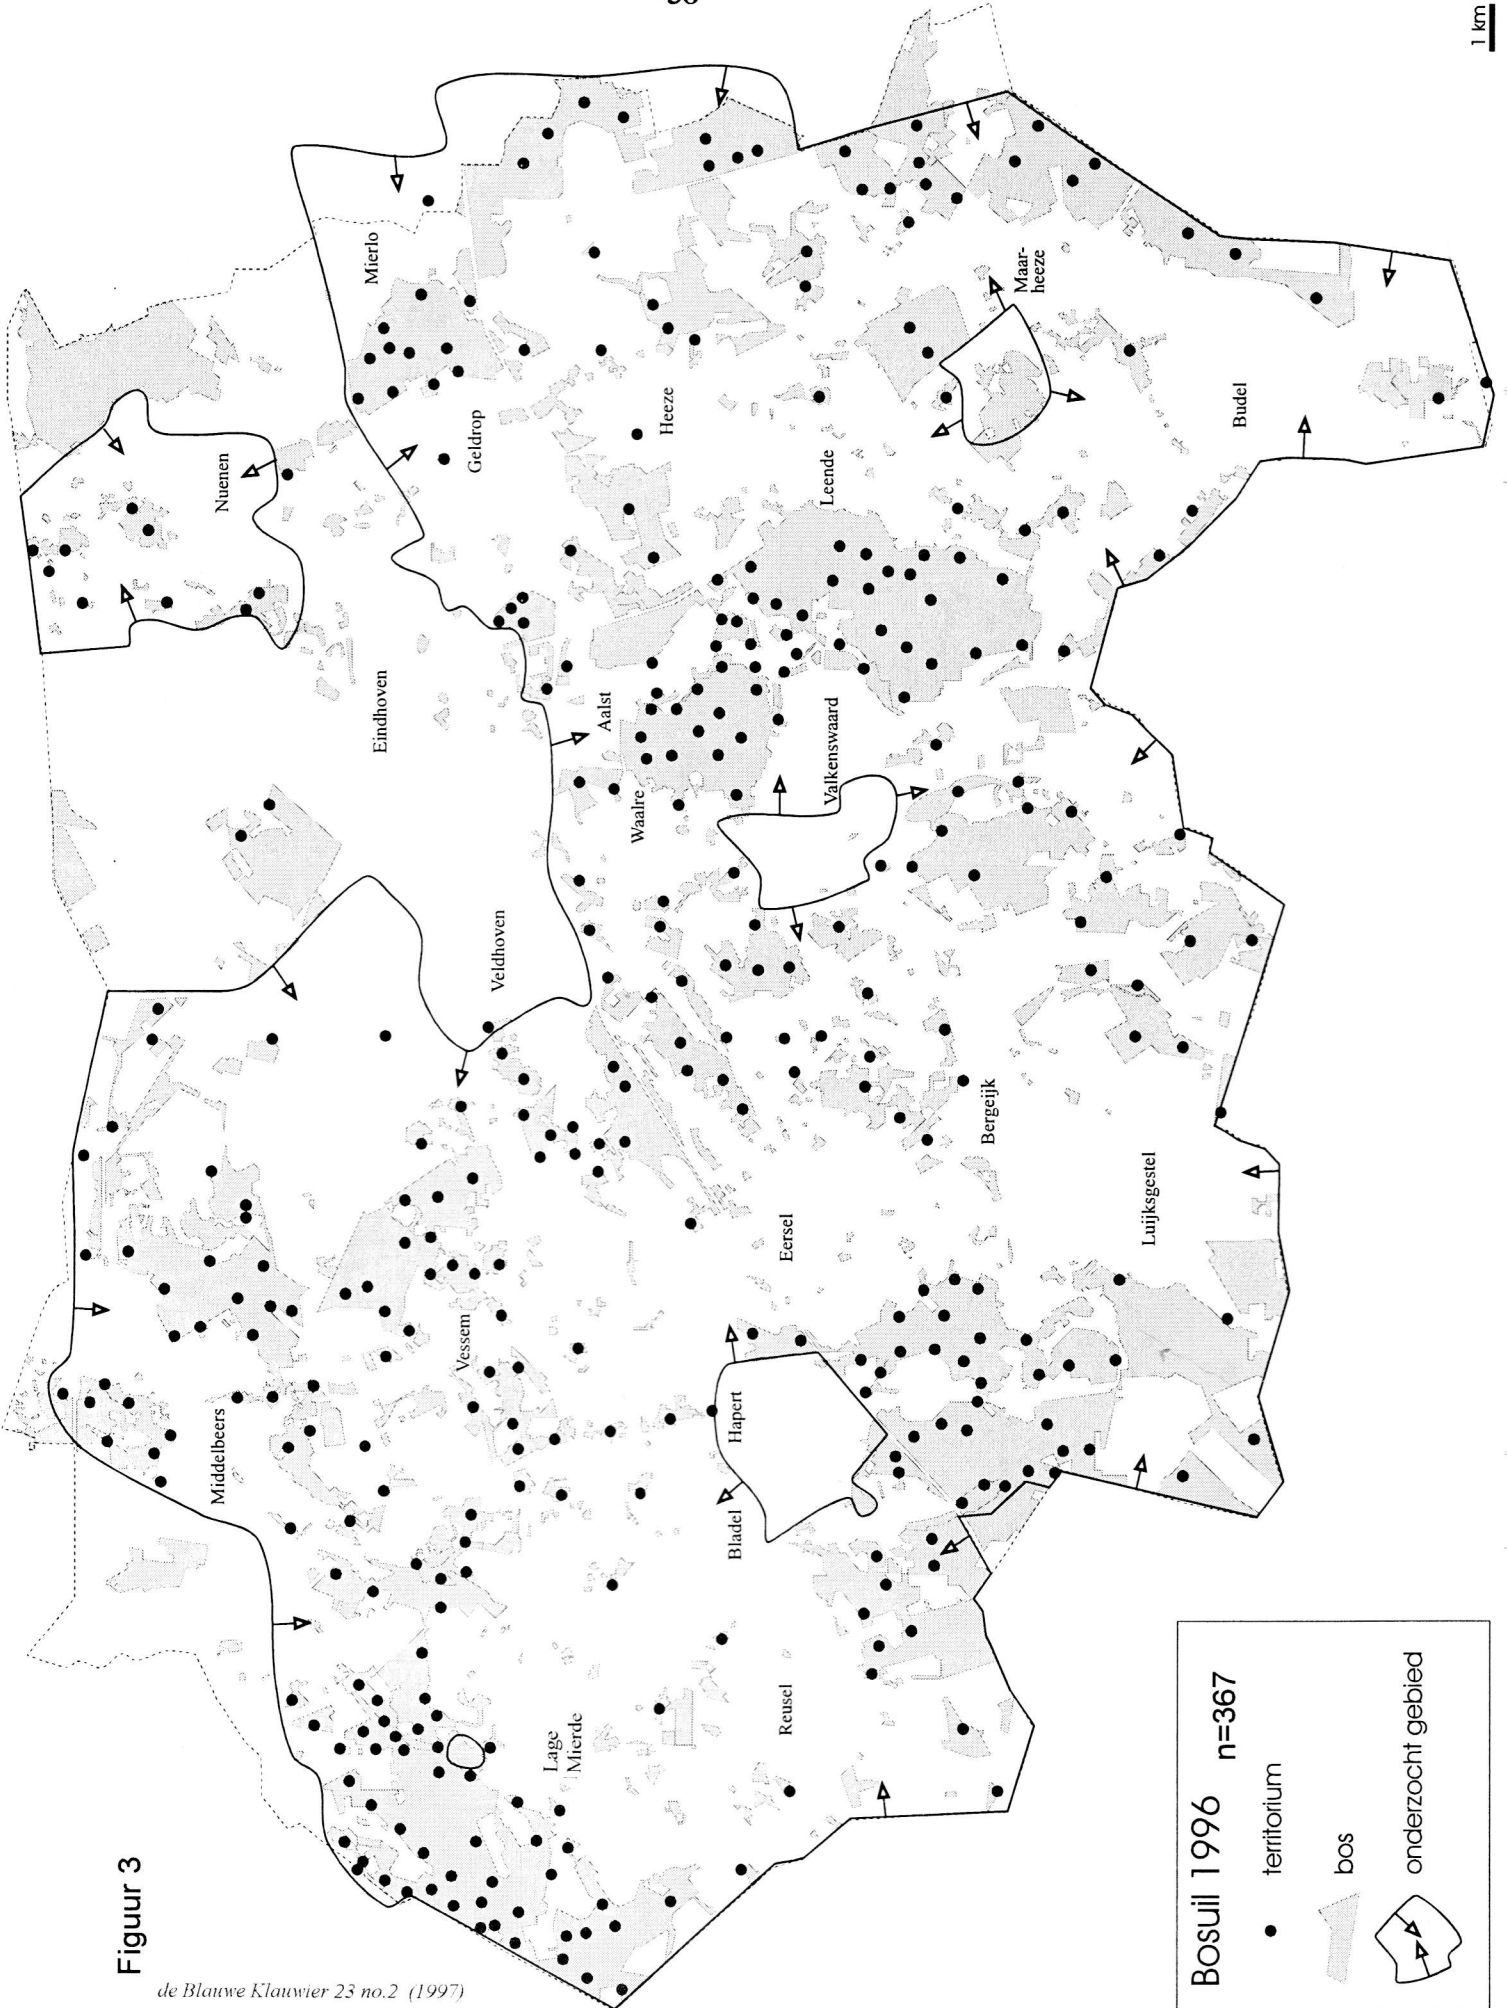 38
1 km
Figuur 3
Mierlo
Nuenen
Geldrop
Heeze
Maar-
heeze
Leende
Budel
Eindhoven
Aalst
Waalre
Valkenswaard
Veldhoven
Bergeijk
Eersel
Luijksgestel
Vessem
Middelbeers
Hapert
Bladel
Lage
Mierde
Reusel
Bosuil 1996 n=367
territorium
bos
onderzocht gebied
de Blauwe Klauwier 23 no.2 (1997)